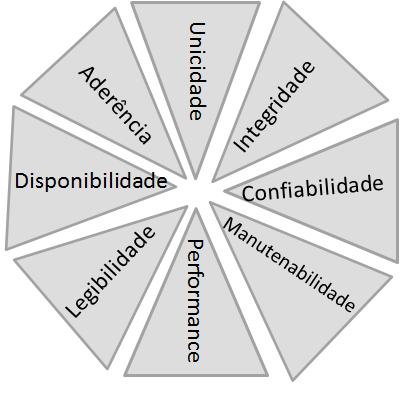 Unicidade
Integridade
Confiabilidade
Manutenabilidade
Performance
Legibilidade
Disponibilidade
Aderência